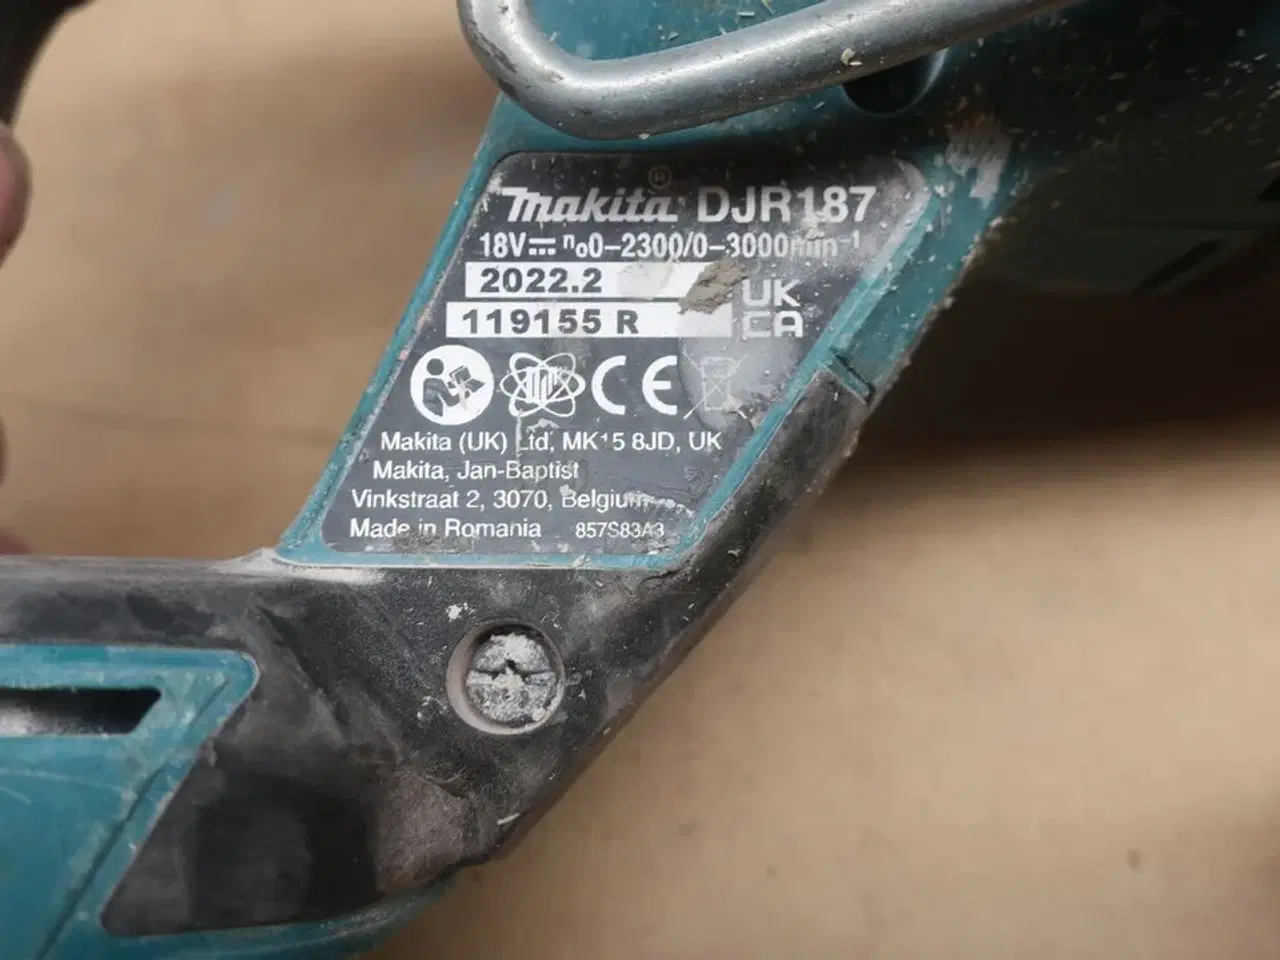 makita® DJR187
18V⎓ n₀0–2300/0–3000min⁻¹
2022.2
119155 R
UK
CA
CE
Makita (UK) Ltd, MK15 8JD, UK
Makita, Jan-Baptist
Vinkstraat 2, 3070, Belgium
Made in Romania 857S83A3